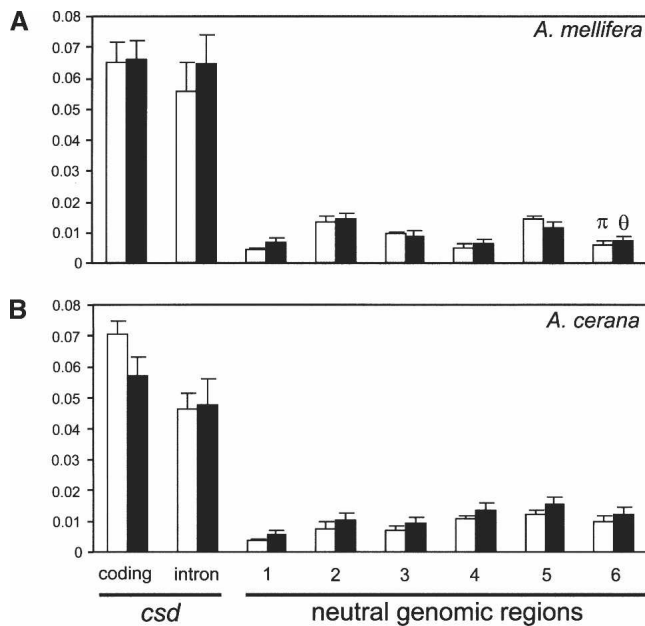 A
A. mellifera
0.08
0.07
0.06
0.05
0.04
0.03
0.02
0.01
0
π θ
B
A. cerana
0.08
0.07
0.06
0.05
0.04
0.03
0.02
0.01
0
coding intron 1 2 3 4 5 6
csd neutral genomic regions